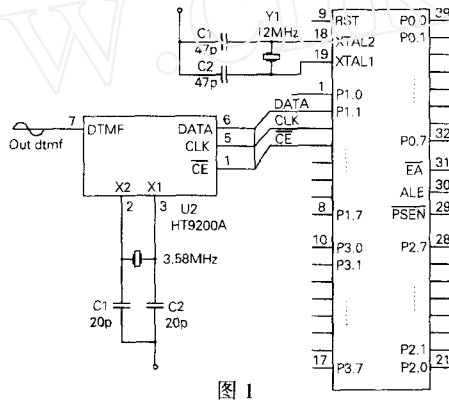 C1
47p
C2
47p
Y1
12MHz
9
RST
18
XTAL2
19
XTAL1
1
P1.0
P1.1
8
P1.7
10
P3.0
P3.1
17
P3.7
39
P0.0
P0.1
32
P0.7
31
EA
30
ALE
29
PSEN
28
P2.7
P2.1
21
P2.0
DATA
CLK
CE
7
DTMF
Out dtmf
6
DATA
5
CLK
1
CE
X2
X1
2
3
U2
HT9200A
3.58MHz
C1
20p
C2
20p
图 1